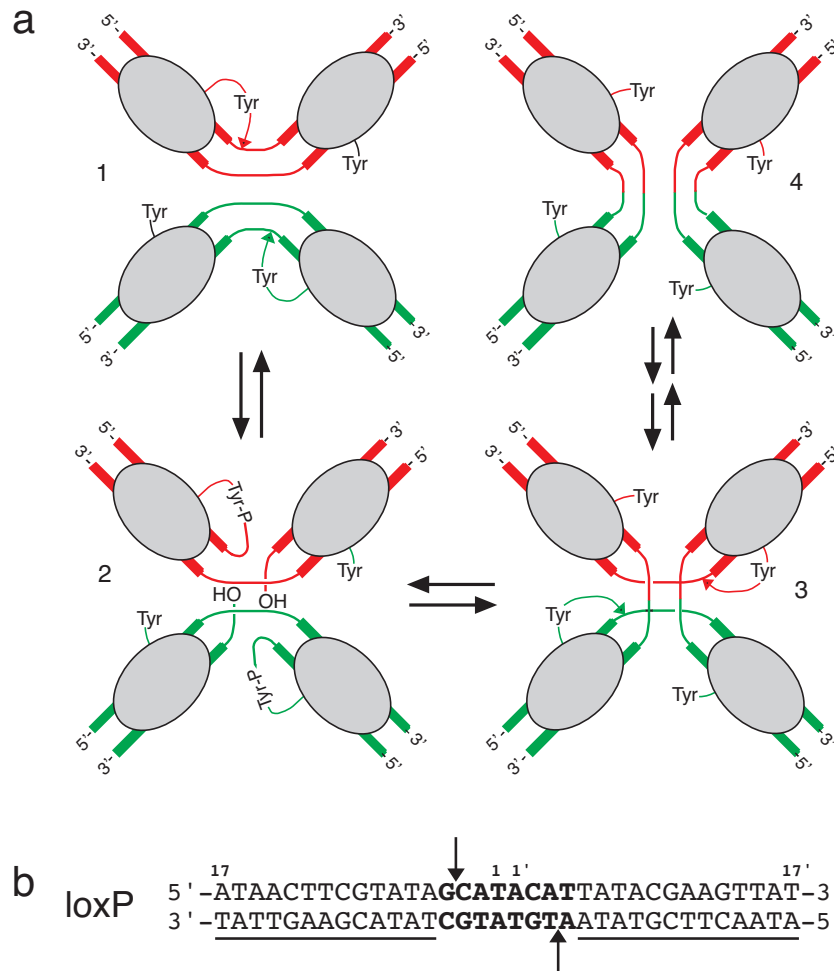 a
5'-
3'-
-3'
-5'
Tyr
Tyr
1
Tyr
Tyr
5'-
3'-
-3'
-5'
5'-
3'-
-3'
-5'
Tyr
Tyr
4
Tyr
Tyr
5'-
3'-
-3'
-5'
5'-
3'-
-3'
-5'
Tyr-P
Tyr
2
HO
OH
Tyr
Tyr-P
5'-
3'-
-3'
-5'
5'-
3'-
-3'
-5'
Tyr
Tyr
3
Tyr
Tyr
5'-
3'-
-3'
-5'
b
loxP
17 1 1' 17'
5'-ATAACTTCGTATAGCATACATTATACGAAGTTAT-3
3'-TATTGAAGCATATCGTATGTAATATGCTTCAATA-5